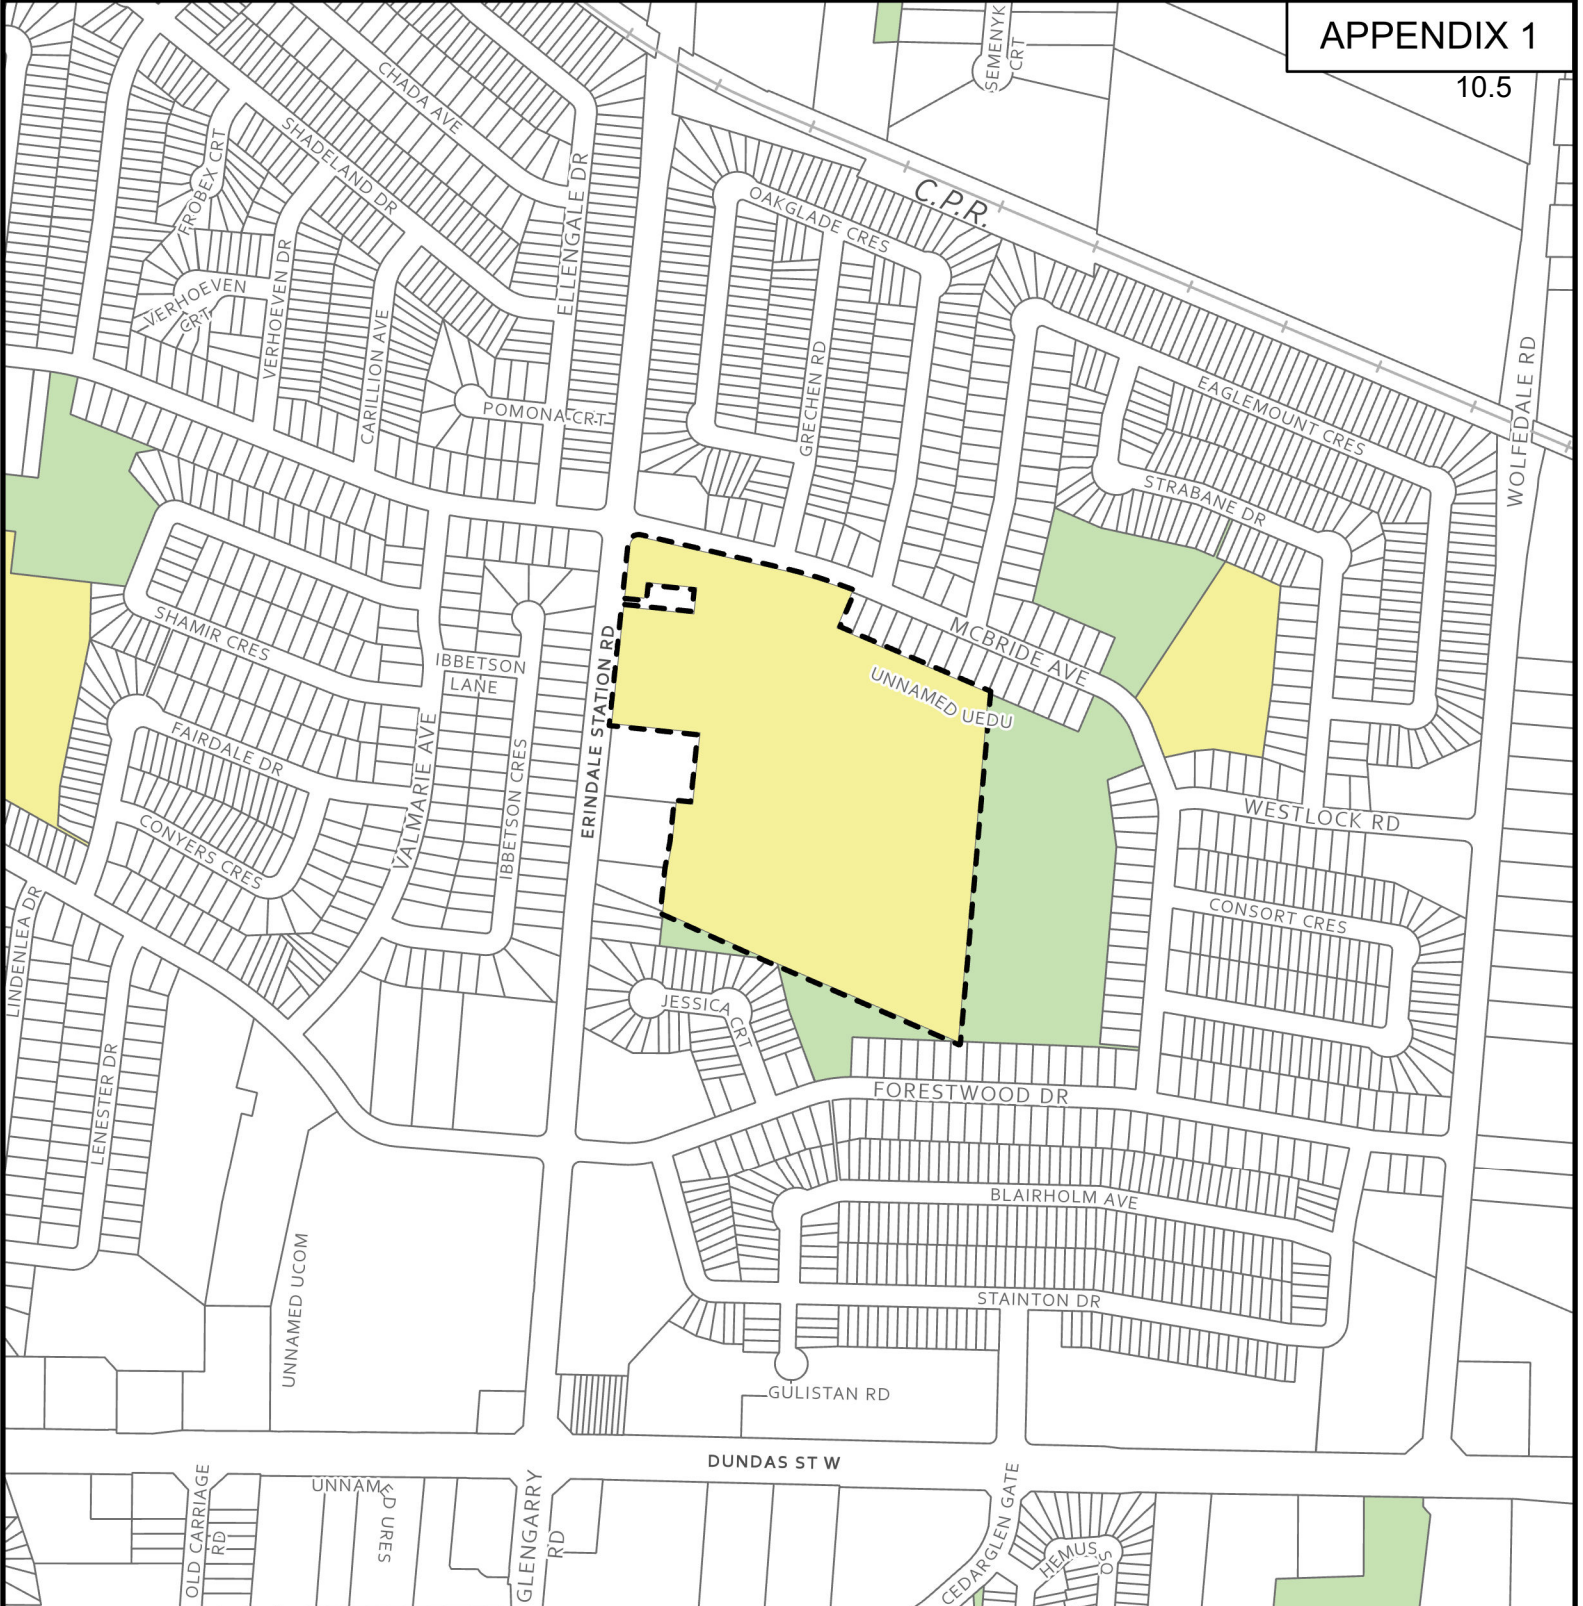 APPENDIX 1
10.5
SEMENYK
CRT
CHADA AVE
SHADELAND DR
FROBEX CRT
ELLENGALE DR
OAKGLADE CRES
C.P.R.
VERHOEVEN
CRT
VERHOEVEN DR
CARILLION AVE
POMONA CRT
GRECHEN RD
EAGLEMOUNT CRES
WOLFEDALE RD
STRABANE DR
SHAMIR CRES
IBBETSON
LANE
ERINDALE STATION RD
MCBRIDE AVE
UNNAMED UEDU
FAIRDALE DR
VALMARIE AVE
IBBETSON CRES
CONYERS CRES
WESTLOCK RD
CONSORT CRES
LINDENLEA DR
JESSICA
CRT
LENESTER DR
FORESTWOOD DR
BLAIRHOLM AVE
UNNAMED UCOM
STAINTON DR
GULISTAN RD
DUNDAS ST W
OLD CARRIAGE
RD
UNNAMED URES
GLENGARRY
RD
CEDARGLEN GATE
HEMUS SQ